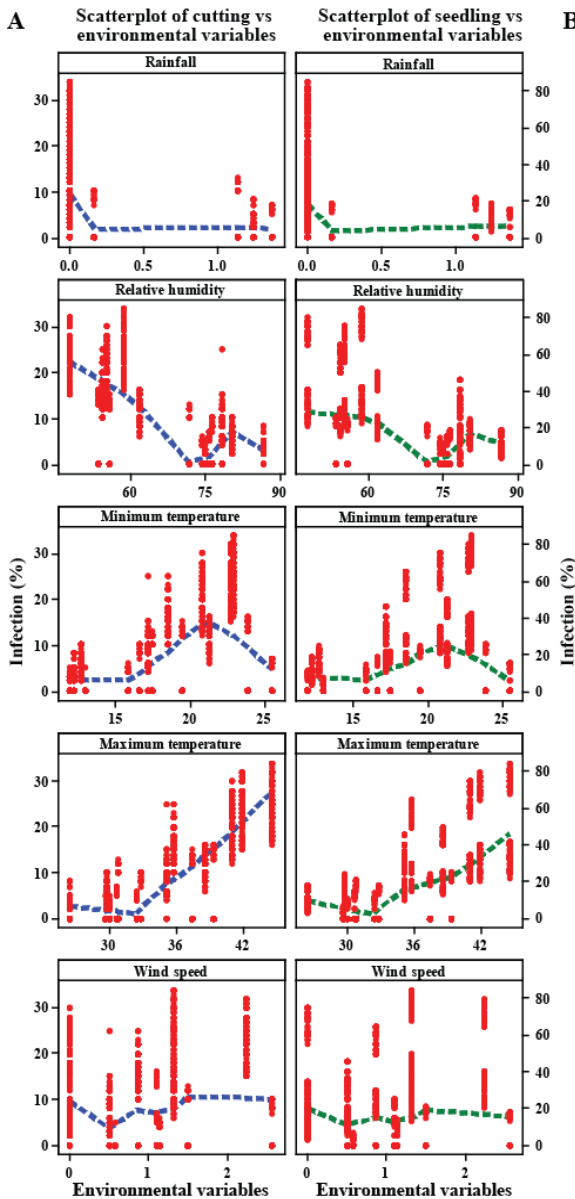 A
Scatterplot of cutting vs
environmental variables
Scatterplot of seedling vs
environmental variables
B
Rainfall
Rainfall
30
20
10
0
80
60
40
20
0
0.0 0.5 1.0
0.0 0.5 1.0
Relative humidity
Relative humidity
30
20
10
0
80
60
40
20
0
60 75 90
60 75 90
Minimum temperature
Minimum temperature
Infection (%)
30
20
10
0
80
60
40
20
0
Infection (%)
15 20 25
15 20 25
Maximum temperature
Maximum temperature
30
20
10
0
80
60
40
20
0
30 36 42
30 36 42
Wind speed
Wind speed
30
20
10
0
80
60
40
20
0
0 1 2
0 1 2
Environmental variables
Environmental variables